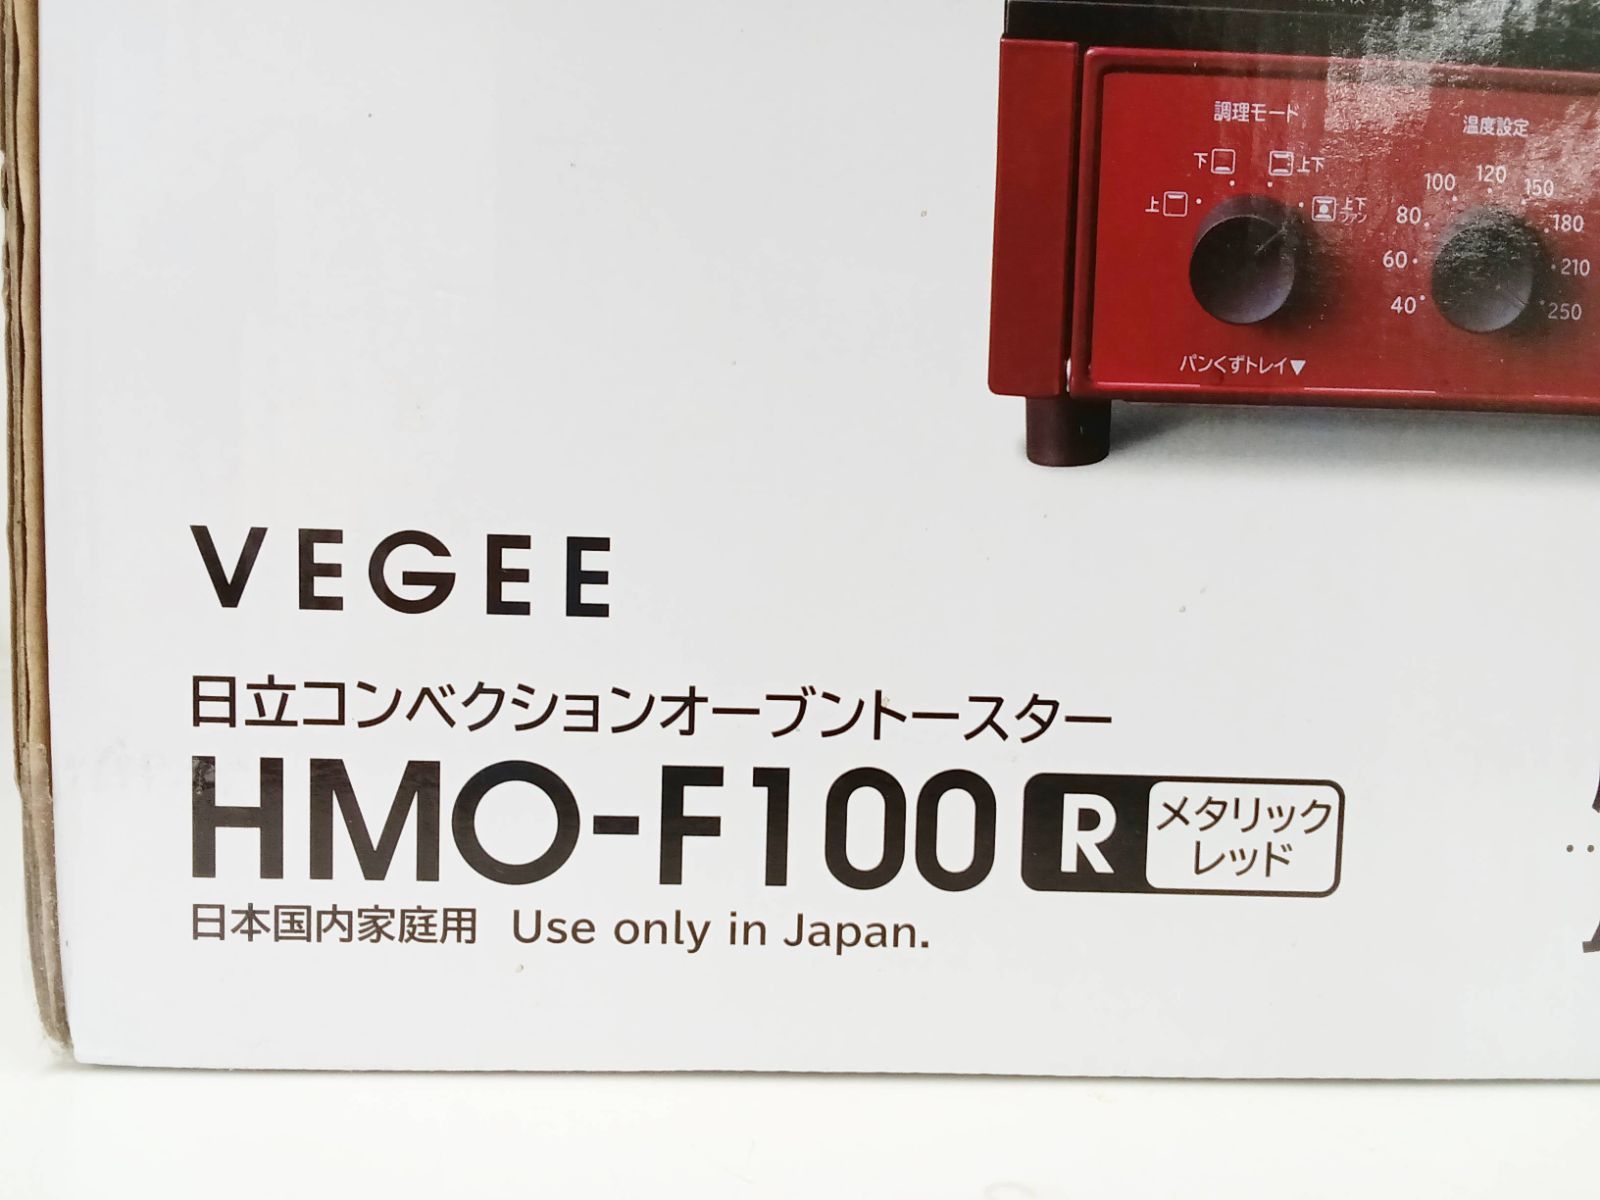 調理モード
温度設定
下 上下
上 上下
ファン
100 120 150
80 180
60 210
40 250
パンくずトレイ▼
VEGEE
日立コンベクションオーブントースター
HMO-F100 R メタリック
レッド
日本国内家庭用 Use only in Japan.